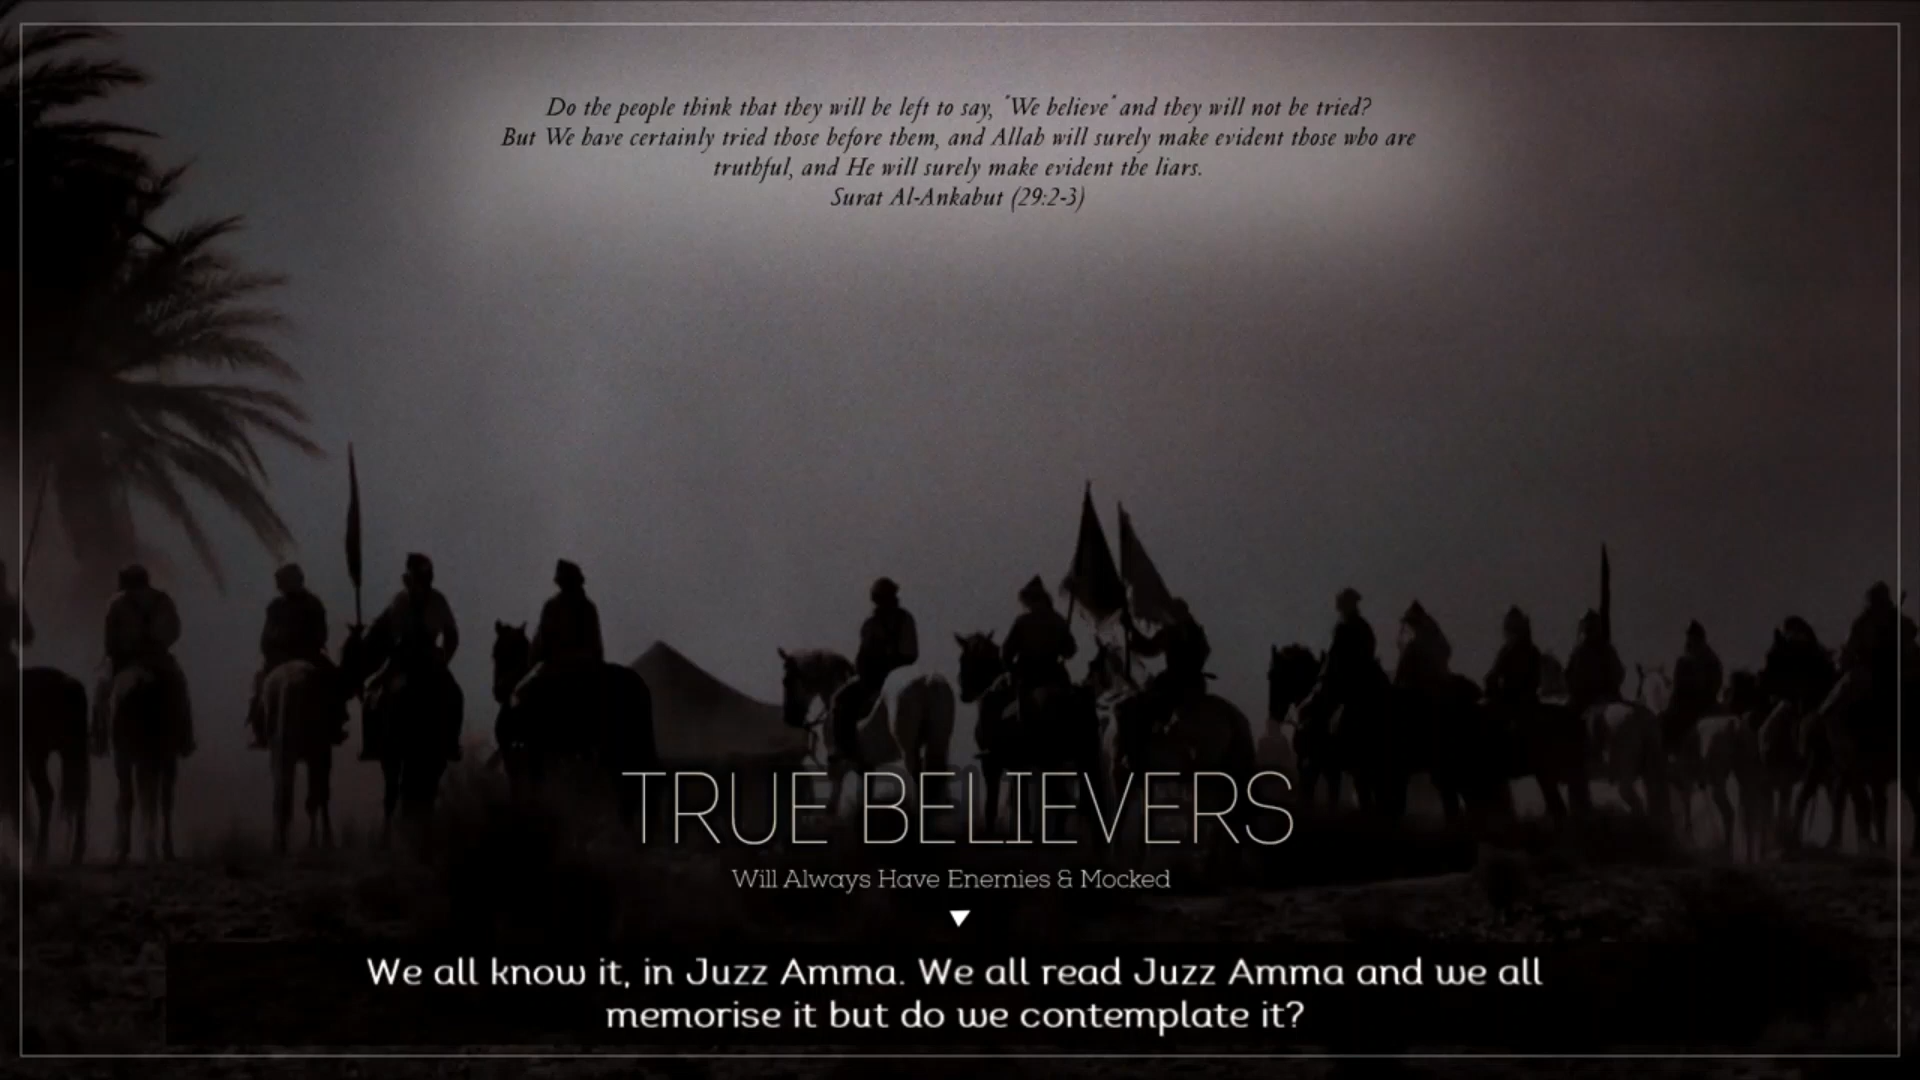 Do the people think that they will be left to say, "We believe" and they will not be tried?
But We have certainly tried those before them, and Allah will surely make evident those who are
truthful, and He will surely make evident the liars.
Surat Al-Ankabut (29:2-3)
TRUE BELIEVERS
Will Always Have Enemies & Mocked
We all know it, in Juzz Amma. We all read Juzz Amma and we all
memorise it but do we contemplate it?